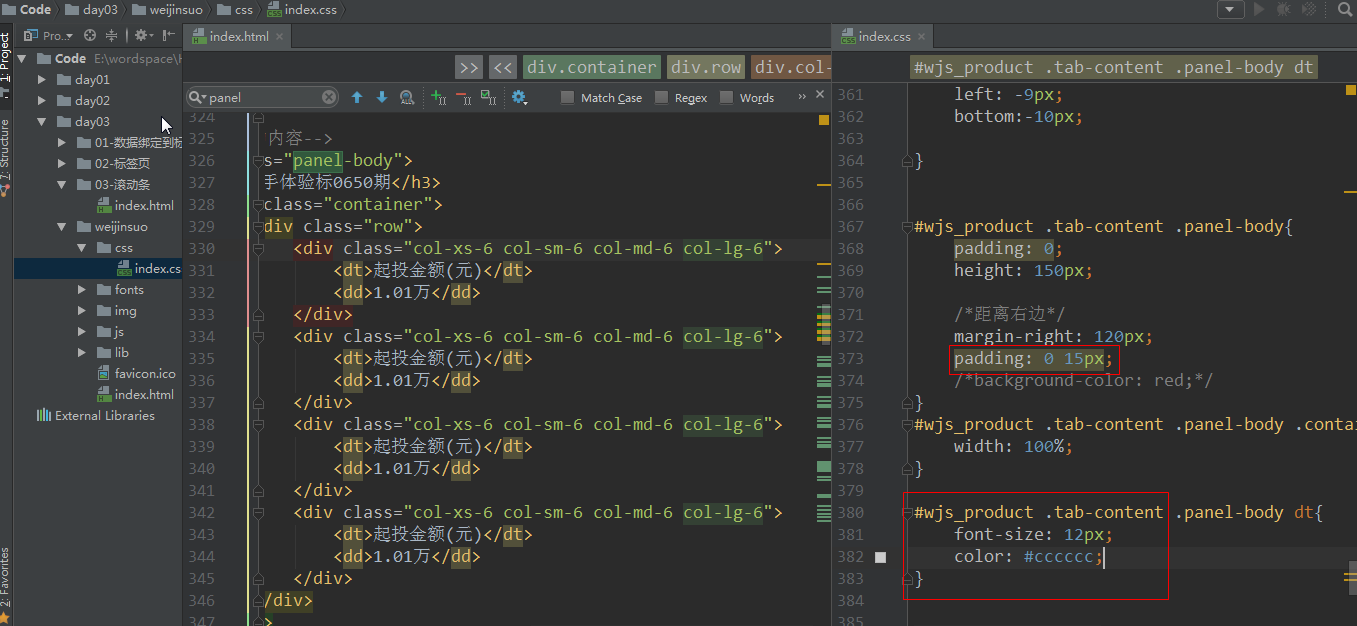 Code day03 weijinsuo css index.css
1: Project
7: Structure
2: Favorites
Pro..
Code E:\wordspace\
day01
day02
day03
01-数据绑定到标
02-标签页
03-滚动条
index.html
weijinsuo
css
index.cs
fonts
img
js
lib
favicon.ico
index.html
External Libraries
index.html
>> << div.container div.row div.col-
panel Match Case Regex Words »
324
325 内容-->
326 s="panel-body">
327 手体验标0650期</h3>
328 class="container">
329 div class="row">
330 <div class="col-xs-6 col-sm-6 col-md-6 col-lg-6">
331 <dt>起投金额(元)</dt>
332 <dd>1.01万</dd>
333 </div>
334 <div class="col-xs-6 col-sm-6 col-md-6 col-lg-6">
335 <dt>起投金额(元)</dt>
336 <dd>1.01万</dd>
337 </div>
338 <div class="col-xs-6 col-sm-6 col-md-6 col-lg-6">
339 <dt>起投金额(元)</dt>
340 <dd>1.01万</dd>
341 </div>
342 <div class="col-xs-6 col-sm-6 col-md-6 col-lg-6">
343 <dt>起投金额(元)</dt>
344 <dd>1.01万</dd>
345 </div>
346 /div>
347 >
index.css
#wjs_product .tab-content .panel-body dt
361 left: -9px;
362 bottom:-10px;
363
364 }
365
366
367 #wjs_product .tab-content .panel-body{
368 padding: 0;
369 height: 150px;
370
371 /*距离右边*/
372 margin-right: 120px;
373 padding: 0 15px;
374 /*background-color: red;*/
375 }
376 #wjs_product .tab-content .panel-body .contai
377 width: 100%;
378 }
379
380 #wjs_product .tab-content .panel-body dt{
381 font-size: 12px;
382 color: #cccccc;
383 }
384
385